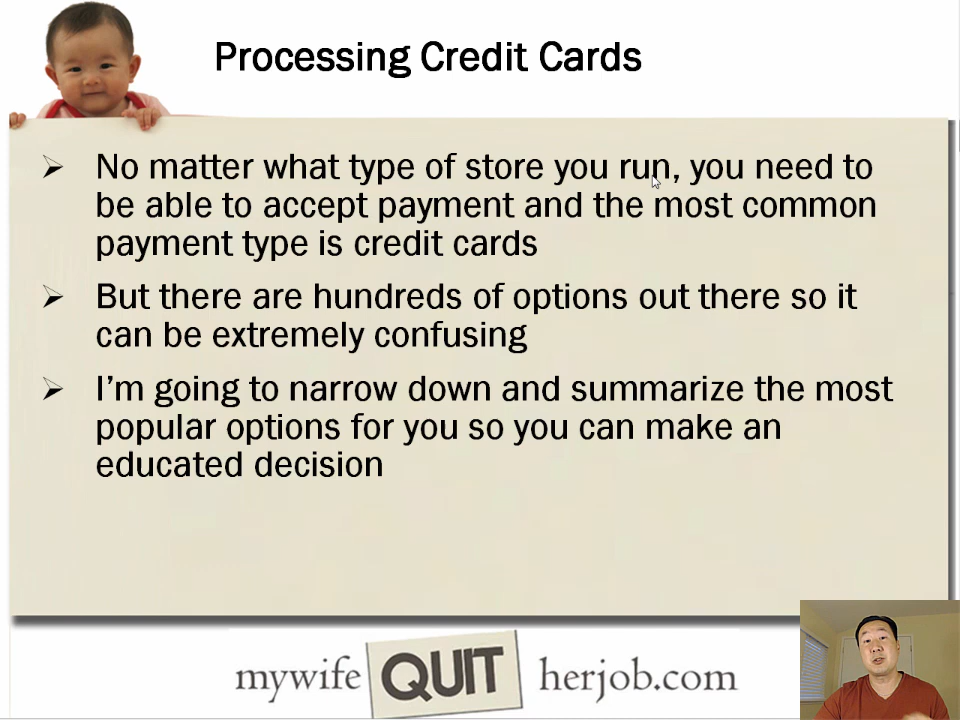 Processing Credit Cards
No matter what type of store you run, you need to
be able to accept payment and the most common
payment type is credit cards
But there are hundreds of options out there so it
can be extremely confusing
I'm going to narrow down and summarize the most
popular options for you so you can make an
educated decision
mywife QUIT herjob.com